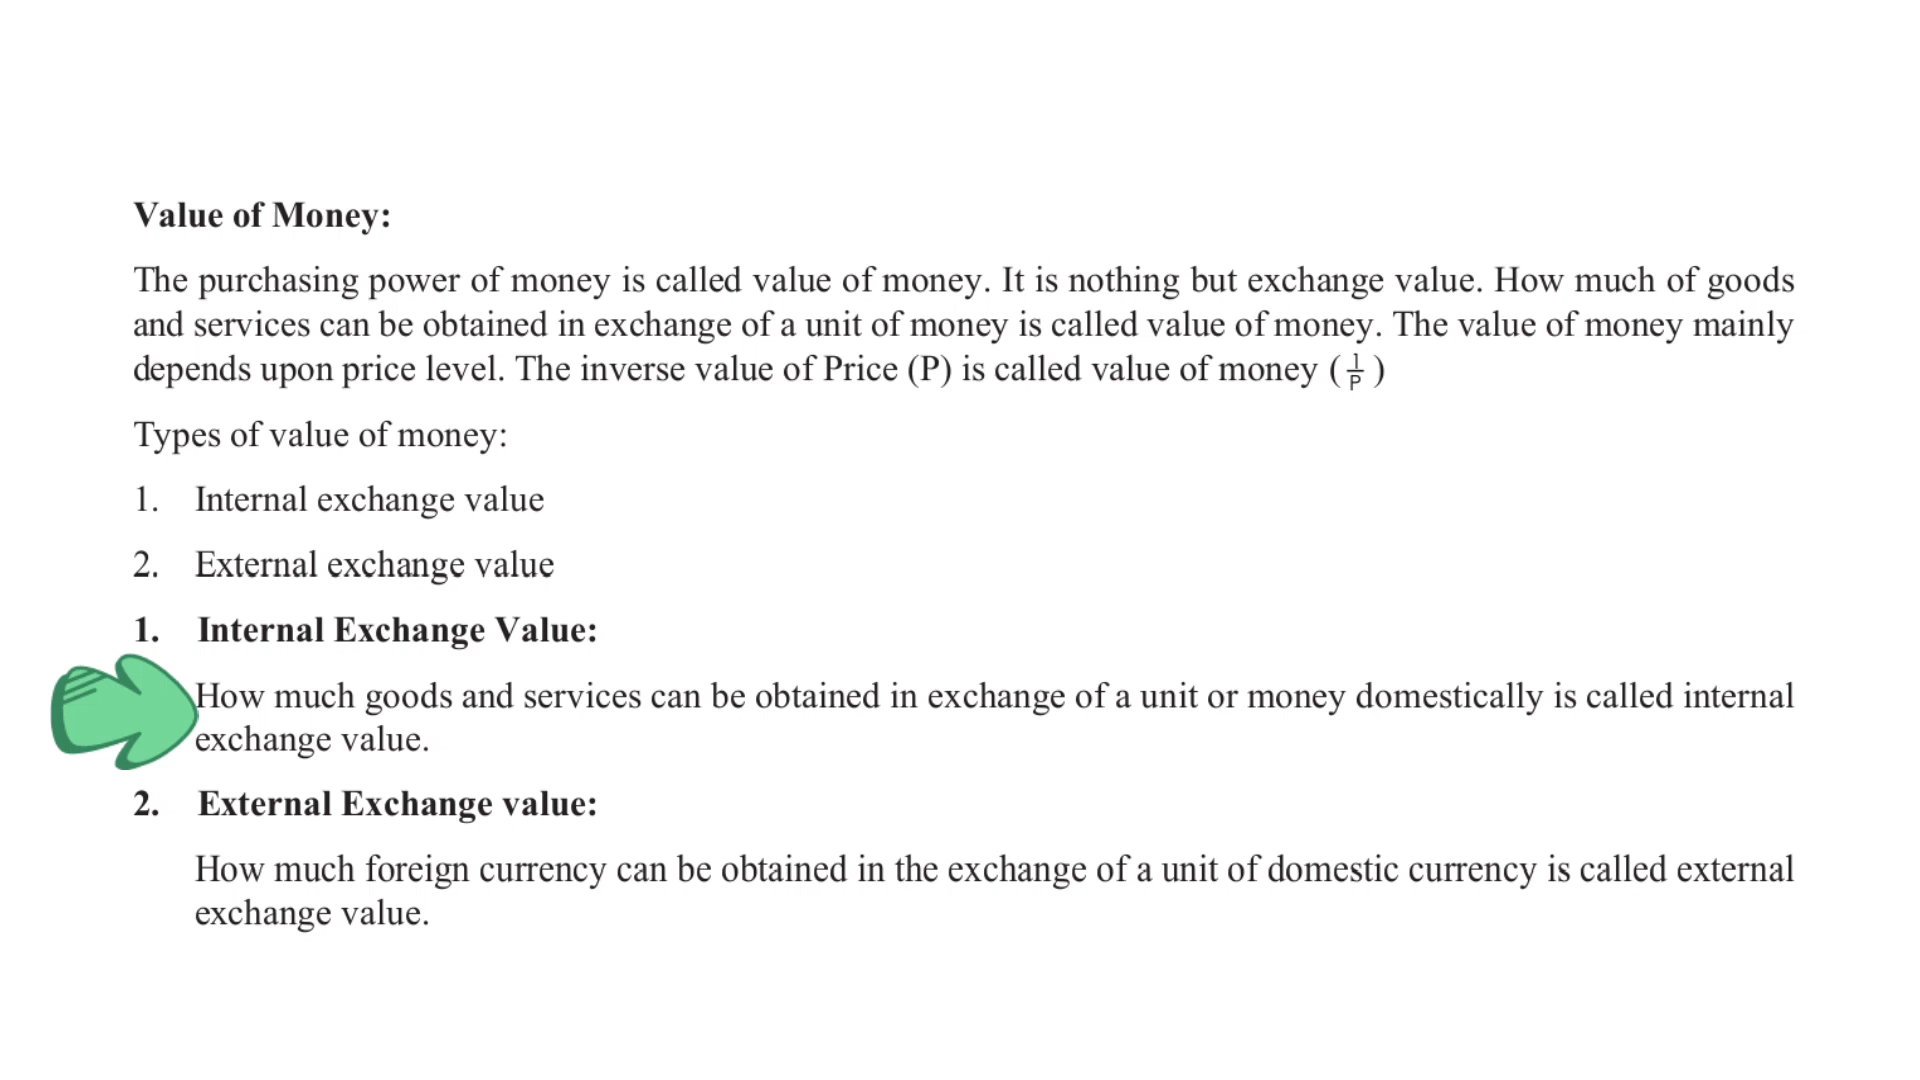 Value of Money:
The purchasing power of money is called value of money. It is nothing but exchange value. How much of goods
and services can be obtained in exchange of a unit of money is called value of money. The value of money mainly
depends upon price level. The inverse value of Price (P) is called value of money (1/P)
Types of value of money:
1. Internal exchange value
2. External exchange value
1. Internal Exchange Value:
How much goods and services can be obtained in exchange of a unit or money domestically is called internal
exchange value.
2. External Exchange value:
How much foreign currency can be obtained in the exchange of a unit of domestic currency is called external
exchange value.